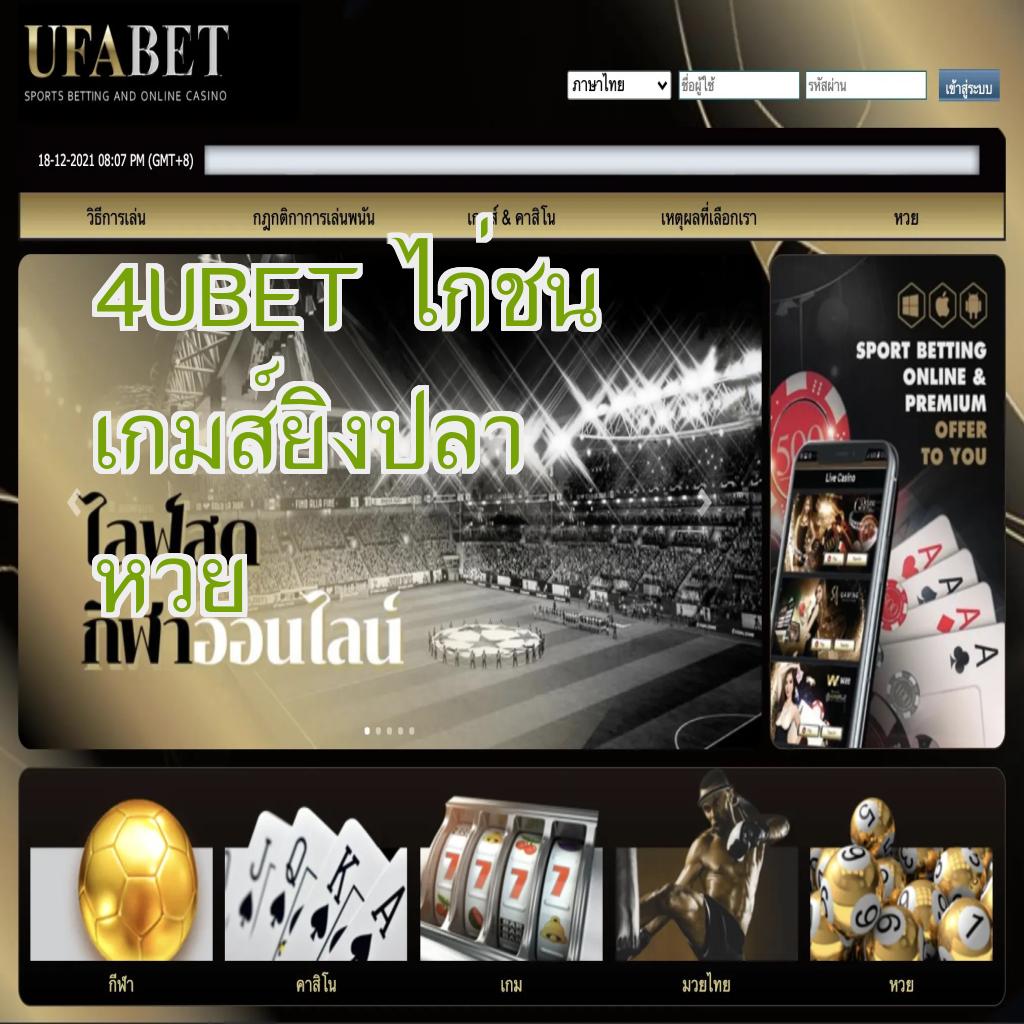 UFABET
SPORTS BETTING AND ONLINE CASINO
ภาษาไทย ชื่อผู้ใช้ รหัสผ่าน เข้าสู่ระบบ
18-12-2021 08:07 PM (GMT+8)
วิธีการเล่น กฎกติกาการเล่นพนัน & คาสิโน เหตุผลที่เลือกเรา หวย
4UBET ไก่ชน
เกมส์ยิงปลา
หวย
ไลฟ์สด
กีฬาออนไลน์
SPORT BETTING
ONLINE &
PREMIUM
OFFER
TO YOU
500
Live Casino
J Q K A
A
A
A
7 7 7 7
กีฬา คาสิโน เกม มวยไทย หวย